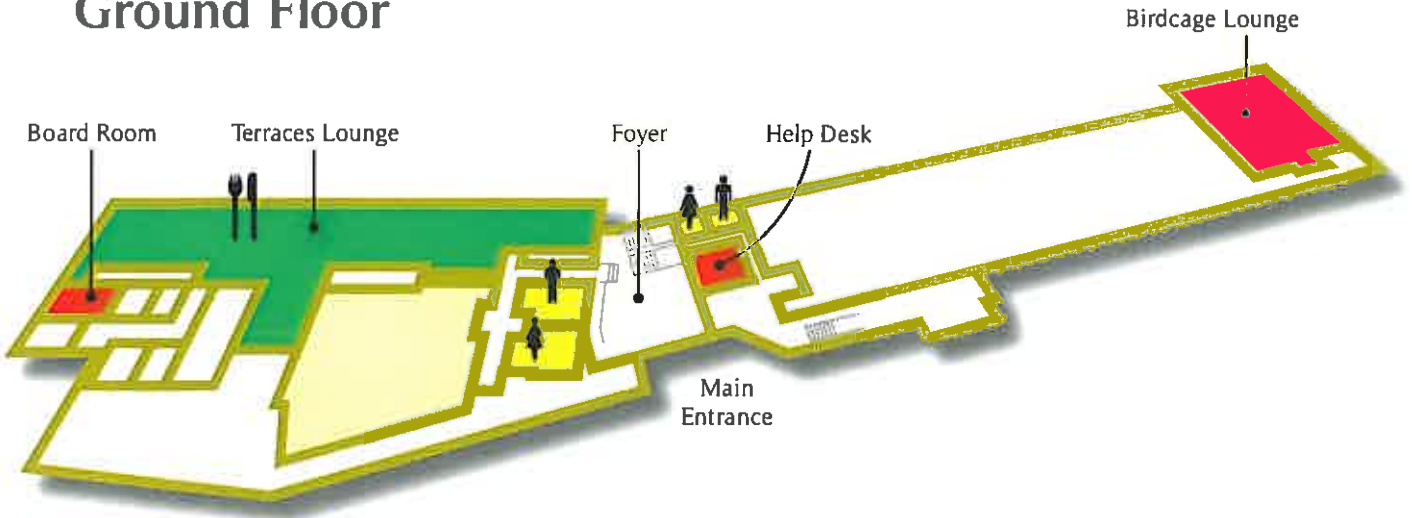 Ground Floor
Birdcage Lounge
Board Room
Terraces Lounge
Foyer
Help Desk
Main
Entrance